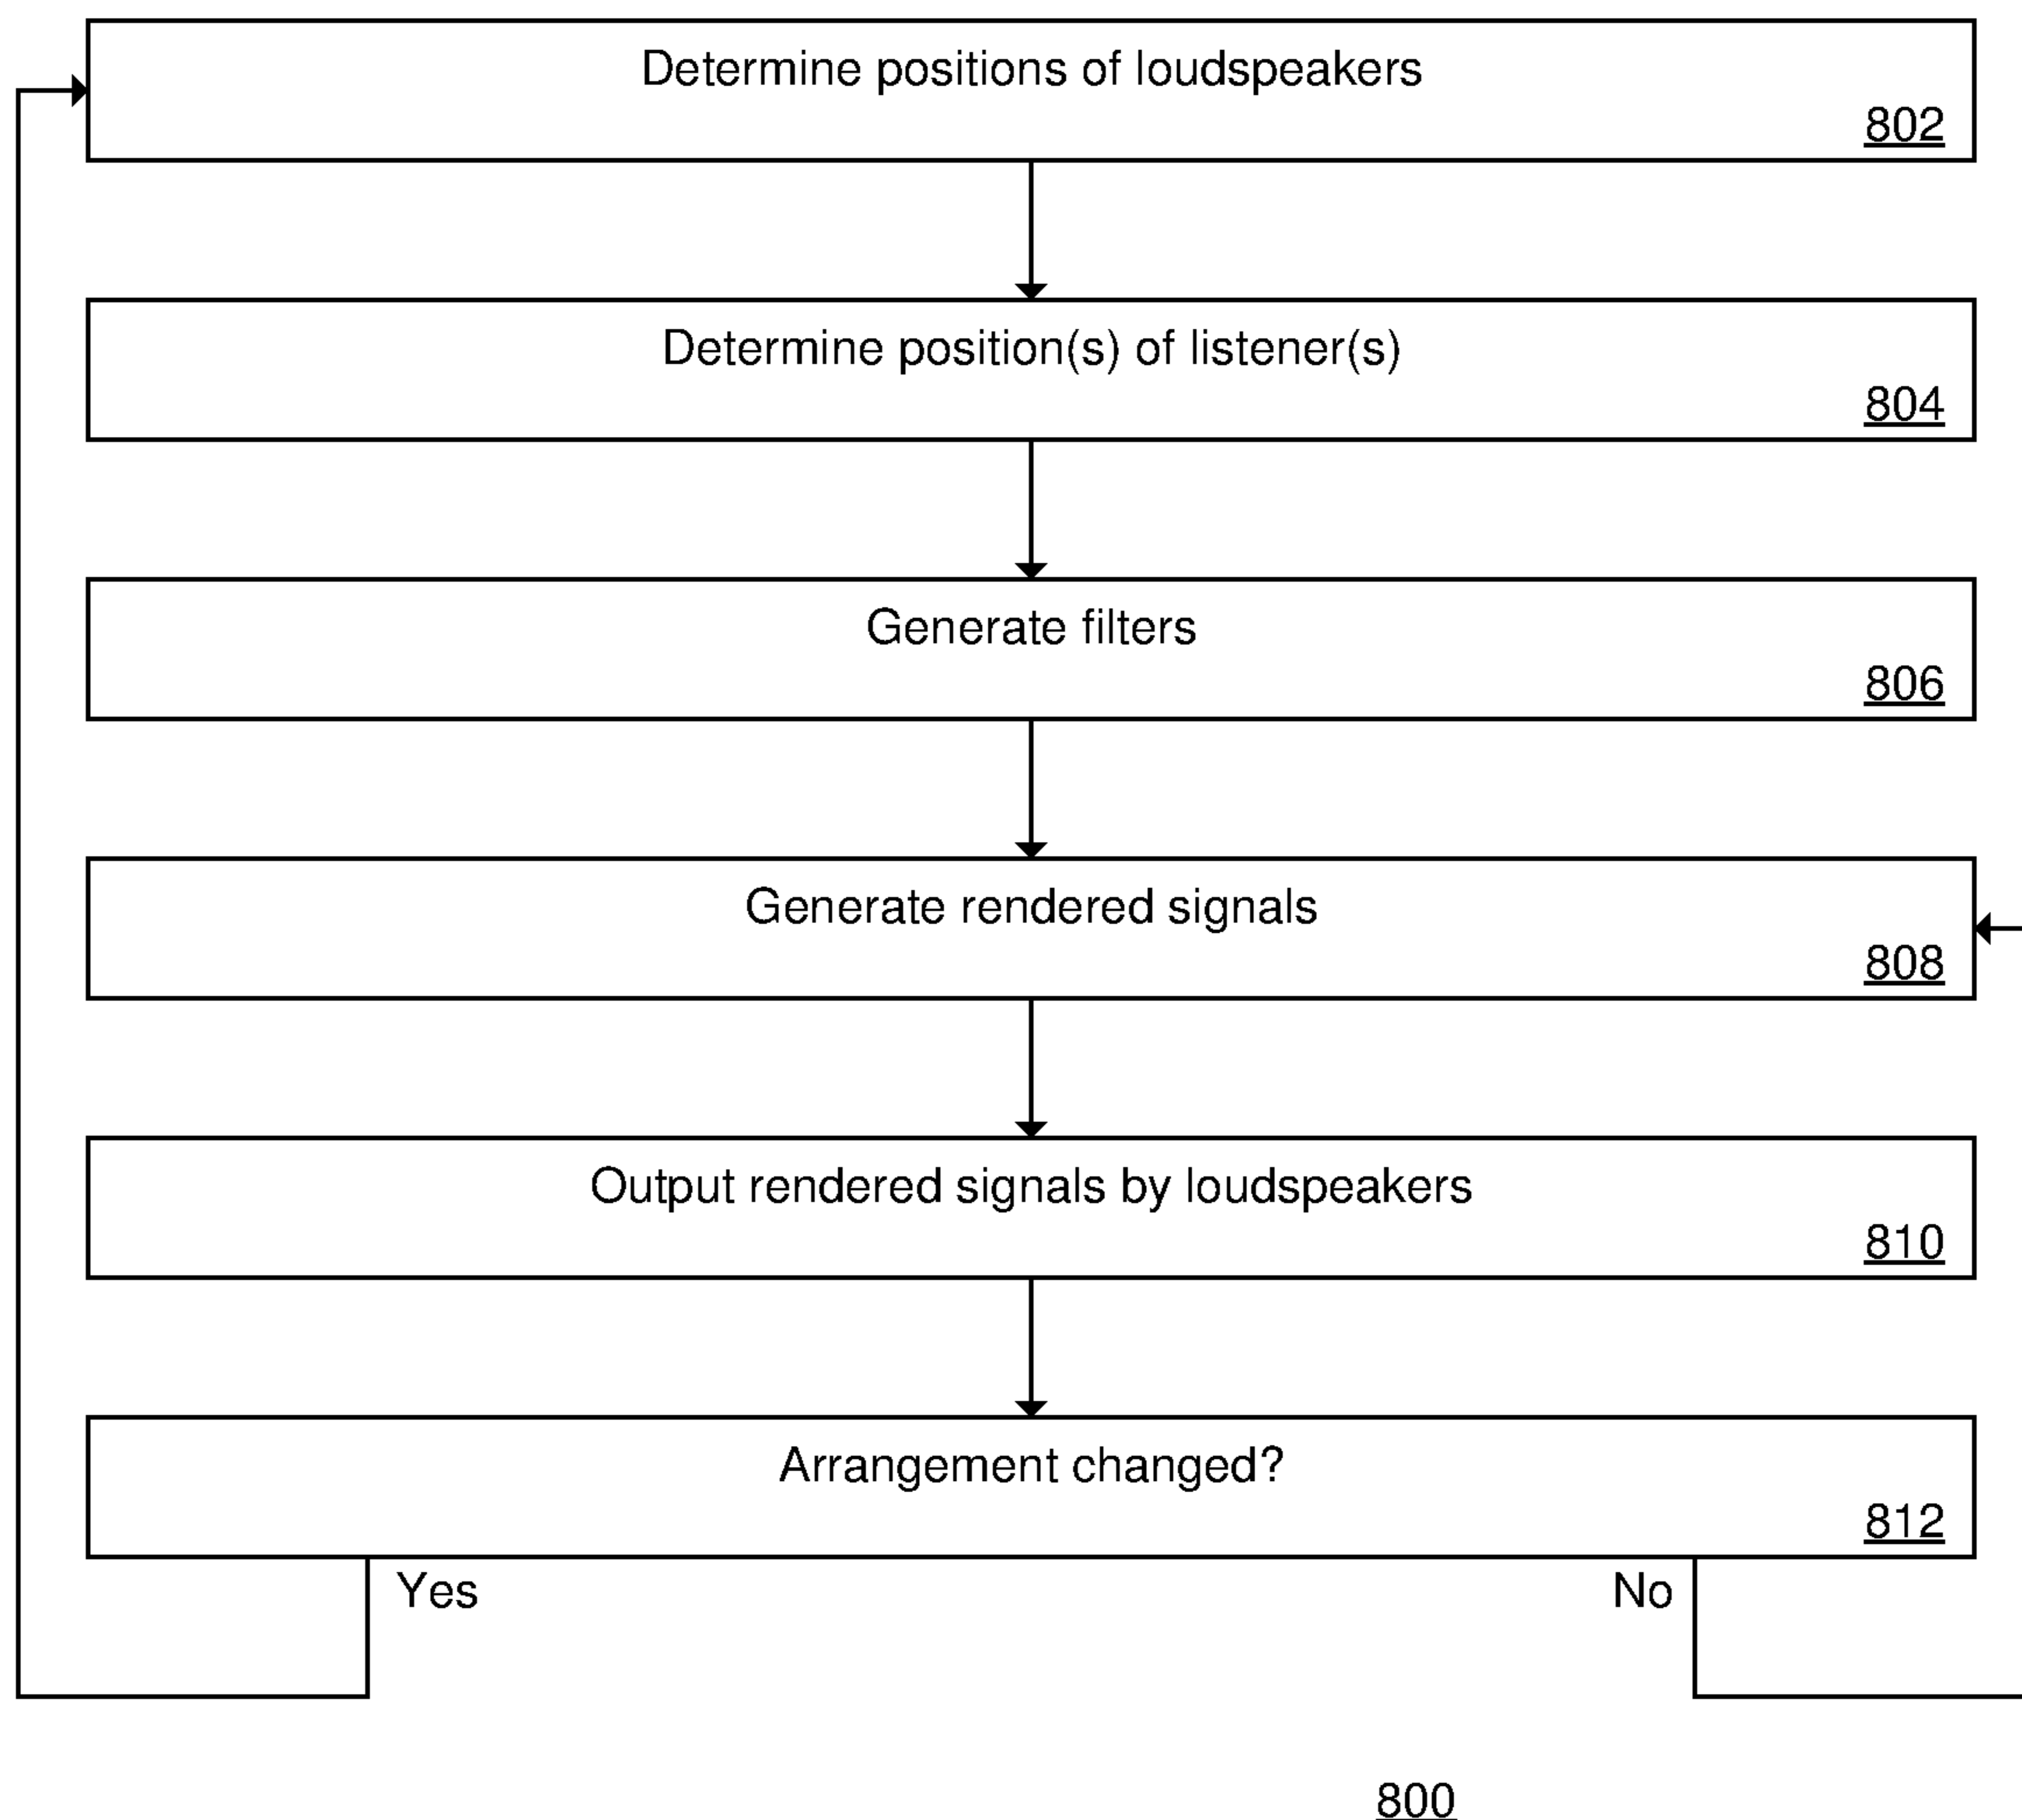 Determine positions of loudspeakers
802
Determine position(s) of listener(s)
804
Generate filters
806
Generate rendered signals
808
Output rendered signals by loudspeakers
810
Arrangement changed?
812
Yes
No
800